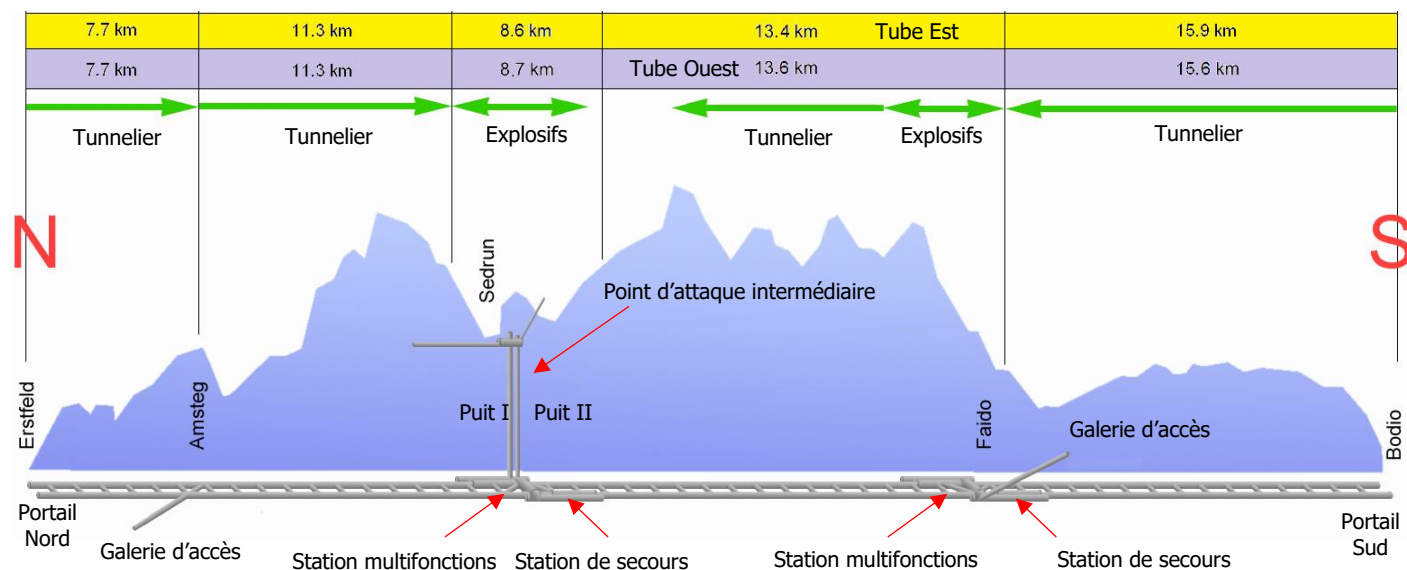 7.7 km 11.3 km 8.6 km 13.4 km Tube Est 15.9 km
7.7 km 11.3 km 8.7 km Tube Ouest 13.6 km 15.6 km
Tunnelier Tunnelier Explosifs Tunnelier Explosifs Tunnelier
N S
Sedrun
Point d'attaque intermédiaire
Erstfeld Amsteg Puit I Puit II Faido Galerie d'accès Bodio
Portail
Nord
Galerie d'accès
Station multifonctions Station de secours Station multifonctions Station de secours
Portail
Sud